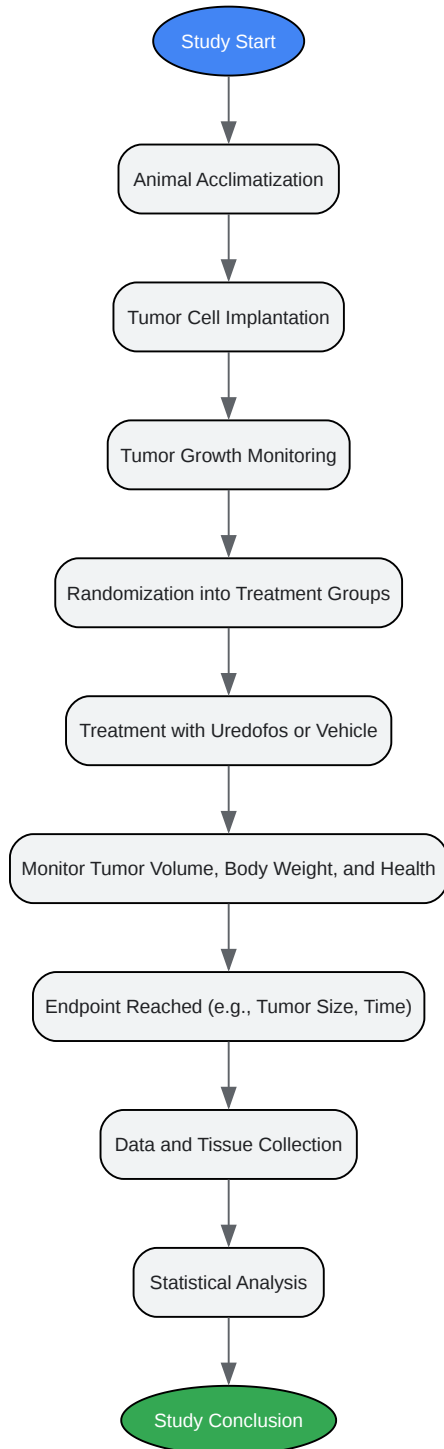 Study Start
Animal Acclimatization
Tumor Cell Implantation
Tumor Growth Monitoring
Randomization into Treatment Groups
Treatment with Uredofos or Vehicle
Monitor Tumor Volume, Body Weight, and Health
Endpoint Reached (e.g., Tumor Size, Time)
Data and Tissue Collection
Statistical Analysis
Study Conclusion